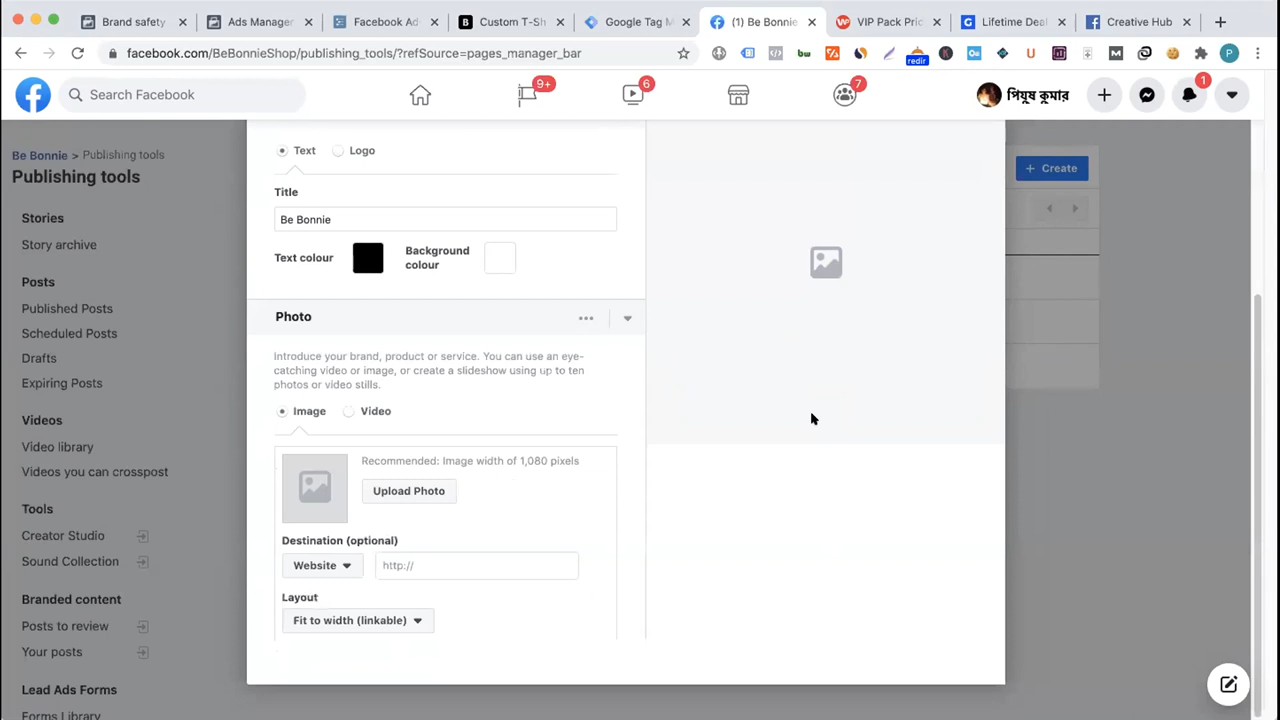 Brand safety
Ads Manager
Facebook Ad
Custom T-Sh
Google Tag M
(1) Be Bonnie
VIP Pack Pric
Lifetime Deal
Creative Hub
facebook.com/BeBonnieShop/publishing_tools/?refSource=pages_manager_bar
redir
P
Search Facebook
9+
6
7
পিযুষ কুমার
1
Be Bonnie > Publishing tools
Publishing tools
Stories
Story archive
Posts
Published Posts
Scheduled Posts
Drafts
Expiring Posts
Videos
Video library
Videos you can crosspost
Tools
Creator Studio
Sound Collection
Branded content
Posts to review
Your posts
Lead Ads Forms
Forms Library
Text
Logo
Title
Be Bonnie
Text colour
Background
colour
Photo
Introduce your brand, product or service. You can use an eye-
catching video or image, or create a slideshow using up to ten
photos or video stills.
Image
Video
Recommended: Image width of 1,080 pixels
Upload Photo
Destination (optional)
Website
http://
Layout
Fit to width (linkable)
+ Create